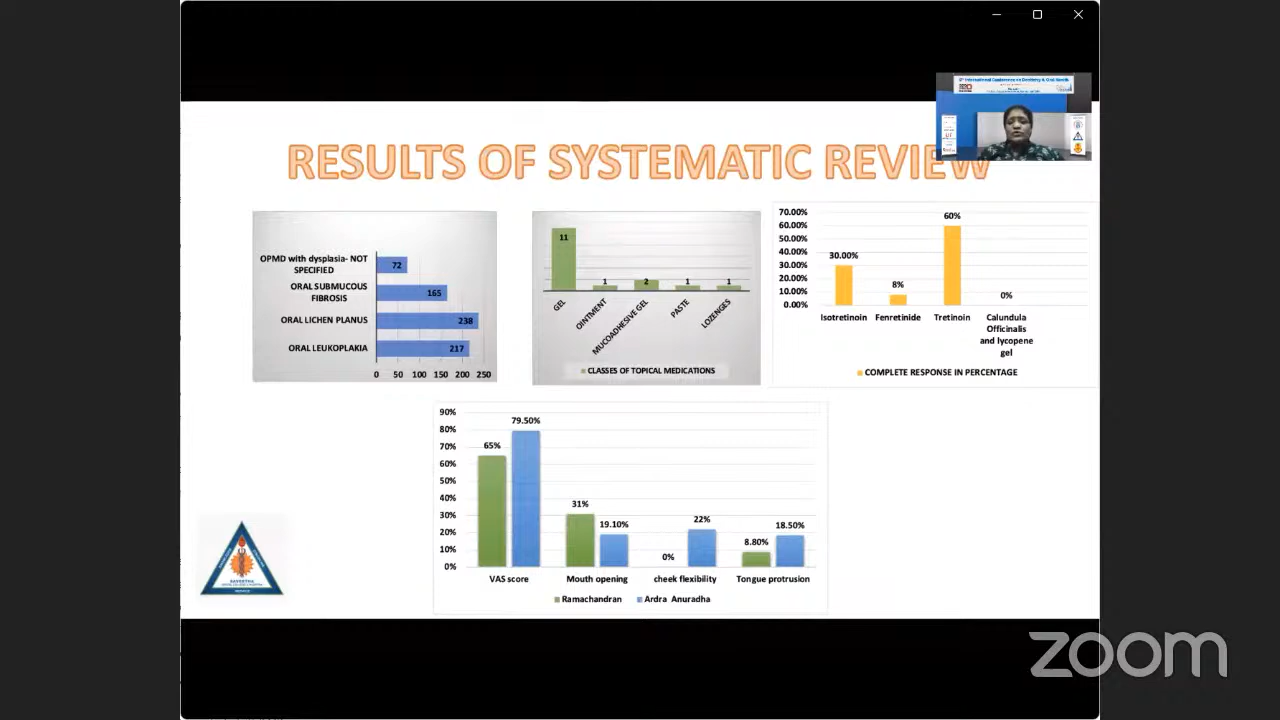 RESULTS OF SYSTEMATIC REVIEW
OPMD with dysplasia- NOT
SPECIFIED
72
ORAL SUBMUCOUS
FIBROSIS
165
ORAL LICHEN PLANUS
238
ORAL LEUKOPLAKIA
217
0 50 100 150 200 250
11
1
2
1
1
GEL
OINTMENT
MUCOADHESIVE GEL
PASTE
LOZENGES
CLASSES OF TOPICAL MEDICATIONS
70.00%
60.00%
50.00%
40.00%
30.00%
20.00%
10.00%
0.00%
30.00%
8%
60%
0%
Isotretinoin
Fenretinide
Tretinoin
Calundula
Officinalis
and lycopene
gel
COMPLETE RESPONSE IN PERCENTAGE
90%
80%
70%
60%
50%
40%
30%
20%
10%
0%
65%
79.50%
31%
19.10%
0%
22%
8.80%
18.50%
VAS score
Mouth opening
cheek flexibility
Tongue protrusion
Ramachandran
Ardra Anuradha
zoom